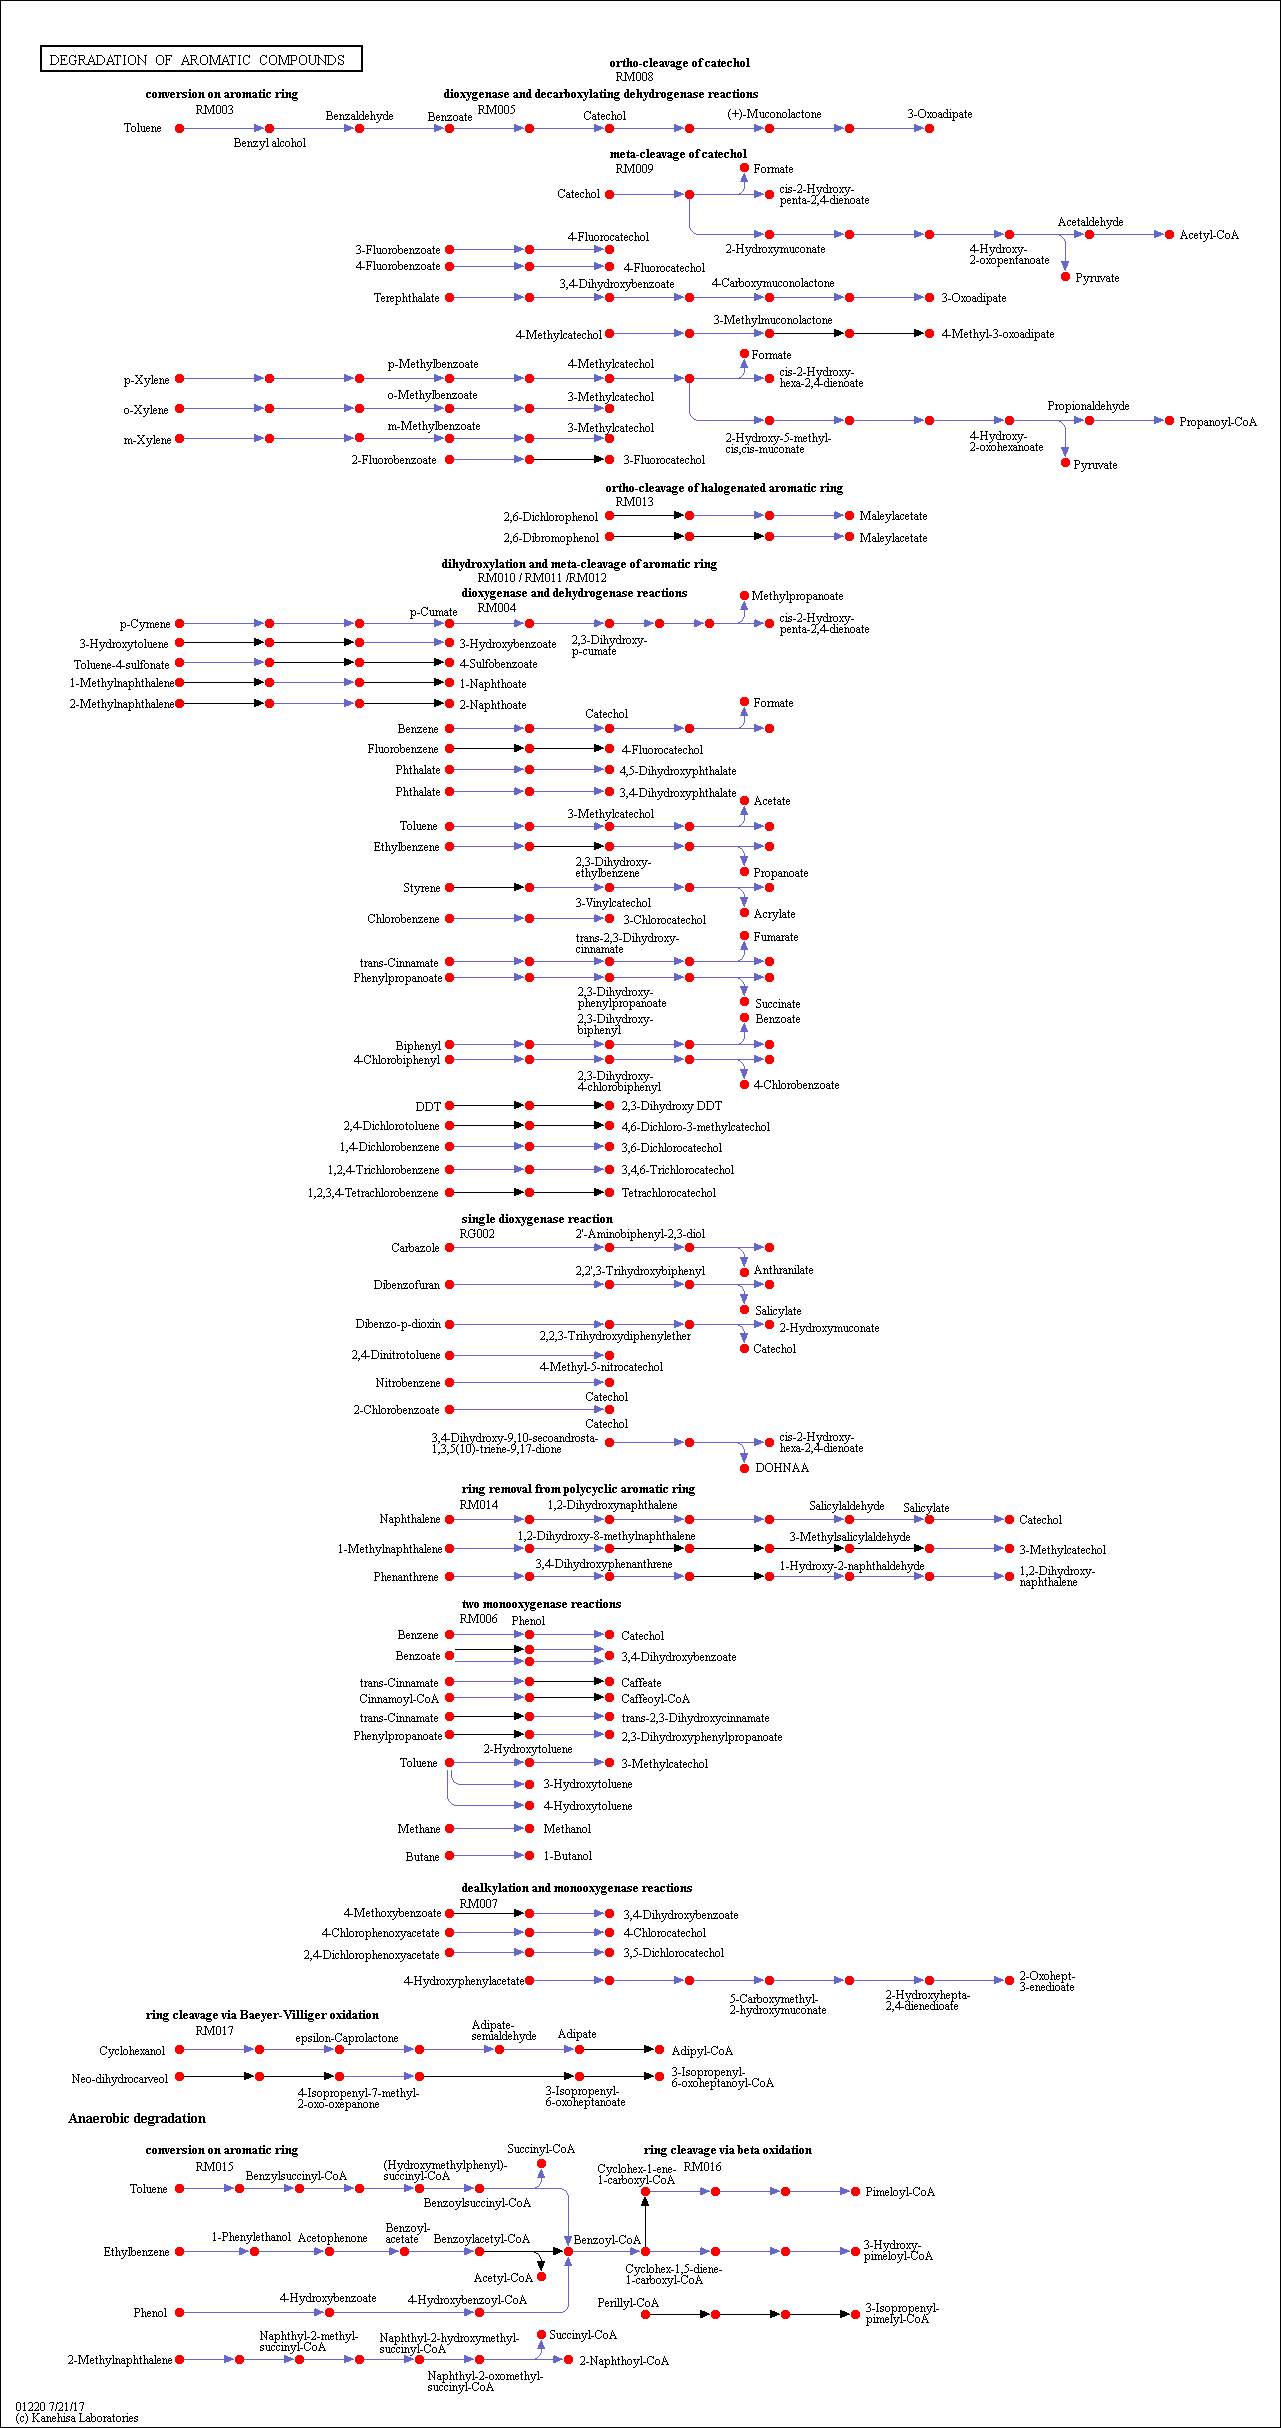 DEGRADATION OF AROMATIC COMPOUNDS
ortho-cleavage of catechol
RM008
conversion on aromatic ring
dioxygenase and decarboxylating dehydrogenase reactions
RM003
Benzaldehyde
Benzoate
RM005
Catechol
(+)-Muconolactone
3-Oxoadipate
Toluene
Benzyl alcohol
meta-cleavage of catechol
RM009
Formate
Catechol
cis-2-Hydroxy-
penta-2,4-dienoate
Acetaldehyde
4-Fluorocatechol
Acetyl-CoA
3-Fluorobenzoate
2-Hydroxymuconate
4-Hydroxy-
2-oxopentanoate
4-Fluorobenzoate
4-Fluorocatechol
Pyruvate
3,4-Dihydroxybenzoate
4-Carboxymuconolactone
Terephthalate
3-Oxoadipate
3-Methylmuconolactone
4-Methylcatechol
4-Methyl-3-oxoadipate
Formate
p-Methylbenzoate
4-Methylcatechol
p-Xylene
cis-2-Hydroxy-
hexa-2,4-dienoate
o-Methylbenzoate
3-Methylcatechol
o-Xylene
Propionaldehyde
m-Methylbenzoate
3-Methylcatechol
Propanoyl-CoA
m-Xylene
2-Hydroxy-5-methyl-
cis,cis-muconate
4-Hydroxy-
2-oxohexanoate
2-Fluorobenzoate
3-Fluorocatechol
Pyruvate
ortho-cleavage of halogenated aromatic ring
RM013
2,6-Dichlorophenol
Maleylacetate
2,6-Dibromophenol
Maleylacetate
dihydroxylation and meta-cleavage of aromatic ring
RM010 / RM011 /RM012
dioxygenase and dehydrogenase reactions
Methylpropanoate
p-Cumate
RM004
p-Cymene
cis-2-Hydroxy-
penta-2,4-dienoate
3-Hydroxytoluene
3-Hydroxybenzoate
2,3-Dihydroxy-
p-cumate
Toluene-4-sulfonate
4-Sulfobenzoate
1-Methylnaphthalene
1-Naphthoate
2-Methylnaphthalene
2-Naphthoate
Formate
Catechol
Benzene
Fluorobenzene
4-Fluorocatechol
Phthalate
4,5-Dihydroxyphthalate
Phthalate
3,4-Dihydroxyphthalate
Acetate
3-Methylcatechol
Toluene
Ethylbenzene
2,3-Dihydroxy-
ethylbenzene
Propanoate
Styrene
3-Vinylcatechol
Acrylate
Chlorobenzene
3-Chlorocatechol
trans-2,3-Dihydroxy-
cinnamate
Fumarate
trans-Cinnamate
Phenylpropanoate
2,3-Dihydroxy-
phenylpropanoate
Succinate
2,3-Dihydroxy-
biphenyl
Benzoate
Biphenyl
4-Chlorobiphenyl
2,3-Dihydroxy-
4-chlorobiphenyl
4-Chlorobenzoate
DDT
2,3-Dihydroxy DDT
2,4-Dichlorotoluene
4,6-Dichloro-3-methylcatechol
1,4-Dichlorobenzene
3,6-Dichlorocatechol
1,2,4-Trichlorobenzene
3,4,6-Trichlorocatechol
1,2,3,4-Tetrachlorobenzene
Tetrachlorocatechol
single dioxygenase reaction
RG002
2'-Aminobiphenyl-2,3-diol
Carbazole
2,2',3-Trihydroxybiphenyl
Anthranilate
Dibenzofuran
Salicylate
Dibenzo-p-dioxin
2-Hydroxymuconate
2,2,3-Trihydroxydiphenylether
Catechol
2,4-Dinitrotoluene
4-Methyl-5-nitrocatechol
Nitrobenzene
Catechol
2-Chlorobenzoate
Catechol
3,4-Dihydroxy-9,10-secoandrosta-
1,3,5(10)-triene-9,17-dione
cis-2-Hydroxy-
hexa-2,4-dienoate
DOHNAA
ring removal from polycyclic aromatic ring
RM014
1,2-Dihydroxynaphthalene
Salicylaldehyde
Salicylate
Naphthalene
Catechol
1,2-Dihydroxy-8-methylnaphthalene
3-Methylsalicylaldehyde
1-Methylnaphthalene
3-Methylcatechol
3,4-Dihydroxyphenanthrene
1-Hydroxy-2-naphthaldehyde
Phenanthrene
1,2-Dihydroxy-
naphthalene
two monooxygenase reactions
RM006
Phenol
Benzene
Catechol
Benzoate
3,4-Dihydroxybenzoate
trans-Cinnamate
Caffeate
Cinnamoyl-CoA
Caffeoyl-CoA
trans-Cinnamate
trans-2,3-Dihydroxycinnamate
Phenylpropanoate
2,3-Dihydroxyphenylpropanoate
2-Hydroxytoluene
Toluene
3-Methylcatechol
3-Hydroxytoluene
4-Hydroxytoluene
Methane
Methanol
Butane
1-Butanol
dealkylation and monooxygenase reactions
RM007
4-Methoxybenzoate
3,4-Dihydroxybenzoate
4-Chlorophenoxyacetate
4-Chlorocatechol
2,4-Dichlorophenoxyacetate
3,5-Dichlorocatechol
4-Hydroxyphenylacetate
2-Oxohept-
3-enedioate
5-Carboxymethyl-
2-hydroxymuconate
2-Hydroxyhepta-
2,4-dienedioate
ring cleavage via Baeyer-Villiger oxidation
RM017
epsilon-Caprolactone
Adipate-
semialdehyde
Adipate
Cyclohexanol
Adipyl-CoA
Neo-dihydrocarveol
3-Isopropenyl-
6-oxoheptanoyl-CoA
4-Isopropenyl-7-methyl-
2-oxo-oxepanone
3-Isopropenyl-
6-oxoheptanoate
Anaerobic degradation
conversion on aromatic ring
Succinyl-CoA
ring cleavage via beta oxidation
RM015
Benzylsuccinyl-CoA
(Hydroxymethylphenyl)-
succinyl-CoA
Cyclohex-1-ene-
1-carboxyl-CoA
RM016
Toluene
Benzoylsuccinyl-CoA
Pimeloyl-CoA
1-Phenylethanol
Acetophenone
Benzoyl-
acetate
Benzoylacetyl-CoA
Benzoyl-CoA
Ethylbenzene
3-Hydroxy-
pimeloyl-CoA
Acetyl-CoA
Cyclohex-1,5-diene-
1-carboxyl-CoA
4-Hydroxybenzoate
4-Hydroxybenzoyl-CoA
Perillyl-CoA
Phenol
3-Isopropenyl-
pimelyl-CoA
Naphthyl-2-methyl-
succinyl-CoA
Naphthyl-2-hydroxymethyl-
succinyl-CoA
Succinyl-CoA
2-Methylnaphthalene
2-Naphthoyl-CoA
Naphthyl-2-oxomethyl-
succinyl-CoA
01220 7/21/17
(c) Kanehisa Laboratories